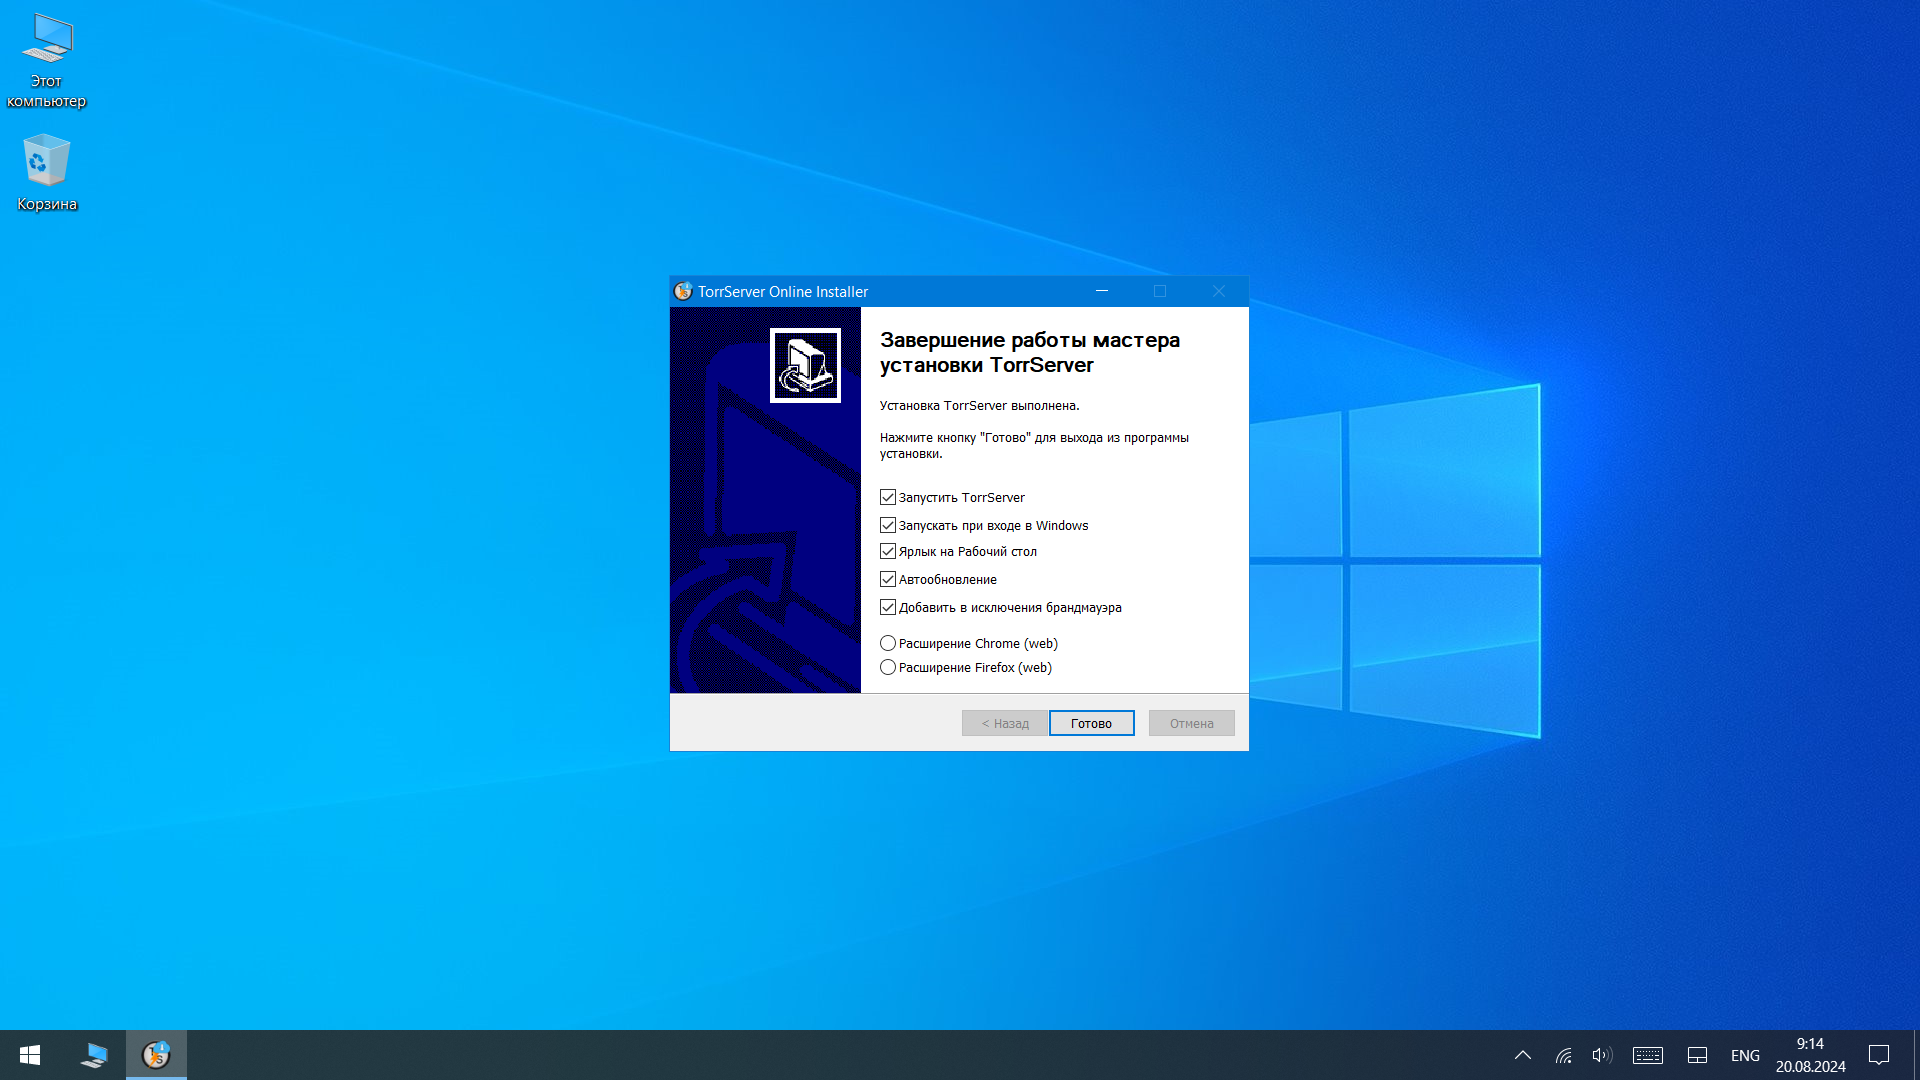 Этот
компьютер
Корзина
TorrServer Online Installer
Завершение работы мастера
установки TorrServer
Установка TorrServer выполнена.
Нажмите кнопку "Готово" для выхода из программы
установки.
Запустить TorrServer
Запускать при входе в Windows
Ярлык на Рабочий стол
Автообновление
Добавить в исключения брандмауэра
Расширение Chrome (web)
Расширение Firefox (web)
< Назад
Готово
Отмена
ENG
9:14
20.08.2024